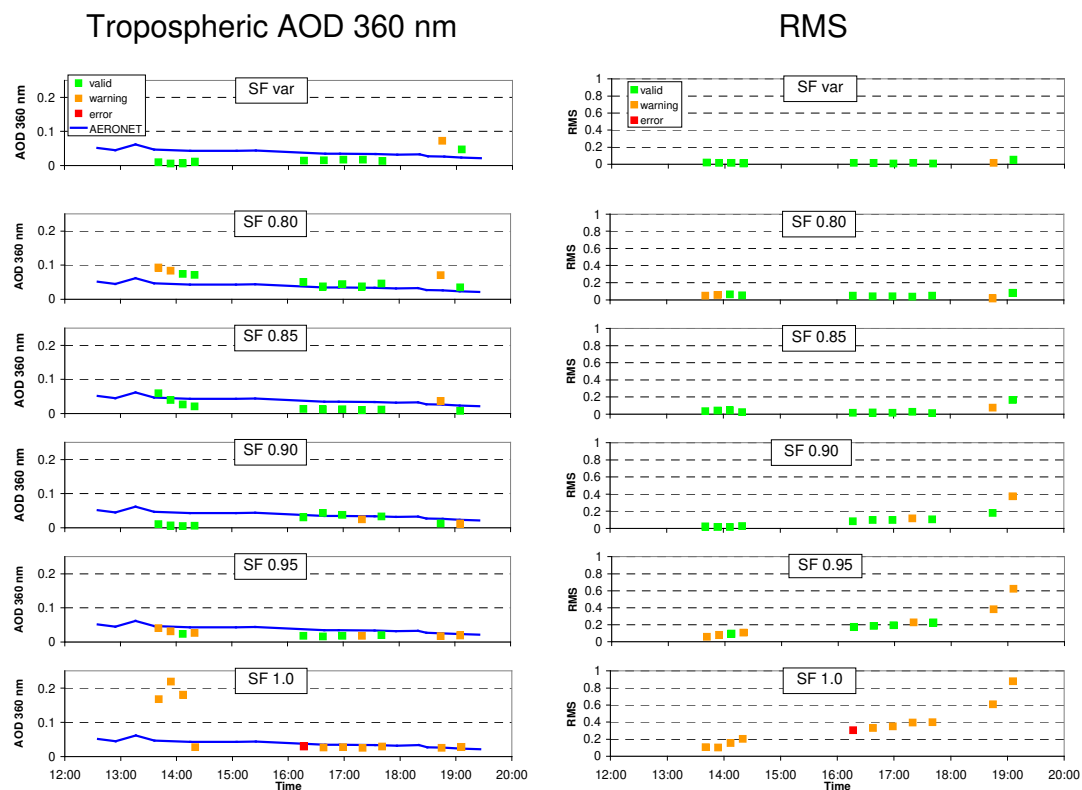 Tropospheric AOD 360 nm
RMS
AOD 360 nm
0.2
0.1
0
valid
warning
error
AERONET
SF var
RMS
1
0.8
0.6
0.4
0.2
0
valid
warning
error
SF var
AOD 360 nm
0.2
0.1
0
SF 0.80
RMS
1
0.8
0.6
0.4
0.2
0
SF 0.80
AOD 360 nm
0.2
0.1
0
SF 0.85
RMS
1
0.8
0.6
0.4
0.2
0
SF 0.85
AOD 360 nm
0.2
0.1
0
SF 0.90
RMS
1
0.8
0.6
0.4
0.2
0
SF 0.90
AOD 360 nm
0.2
0.1
0
SF 0.95
RMS
1
0.8
0.6
0.4
0.2
0
SF 0.95
AOD 360 nm
0.2
0.1
0
SF 1.0
12:00 13:00 14:00 15:00 16:00 17:00 18:00 19:00 20:00
Time
RMS
1
0.8
0.6
0.4
0.2
0
SF 1.0
12:00 13:00 14:00 15:00 16:00 17:00 18:00 19:00 20:00
Time